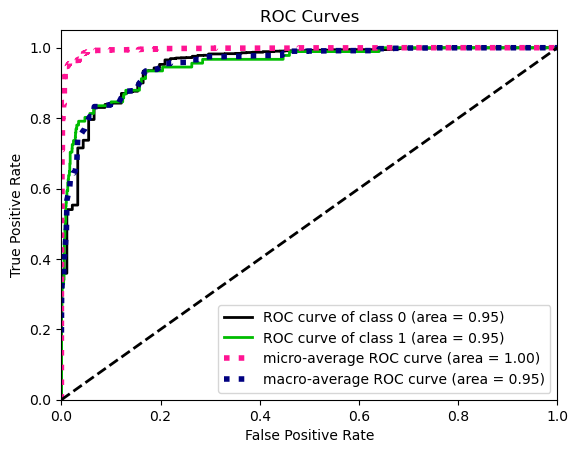 ROC Curves
True Positive Rate
1.0
0.8
0.6
0.4
0.2
0.0
0.0 0.2 0.4 0.6 0.8 1.0
False Positive Rate
ROC curve of class 0 (area = 0.95)
ROC curve of class 1 (area = 0.95)
micro-average ROC curve (area = 1.00)
macro-average ROC curve (area = 0.95)